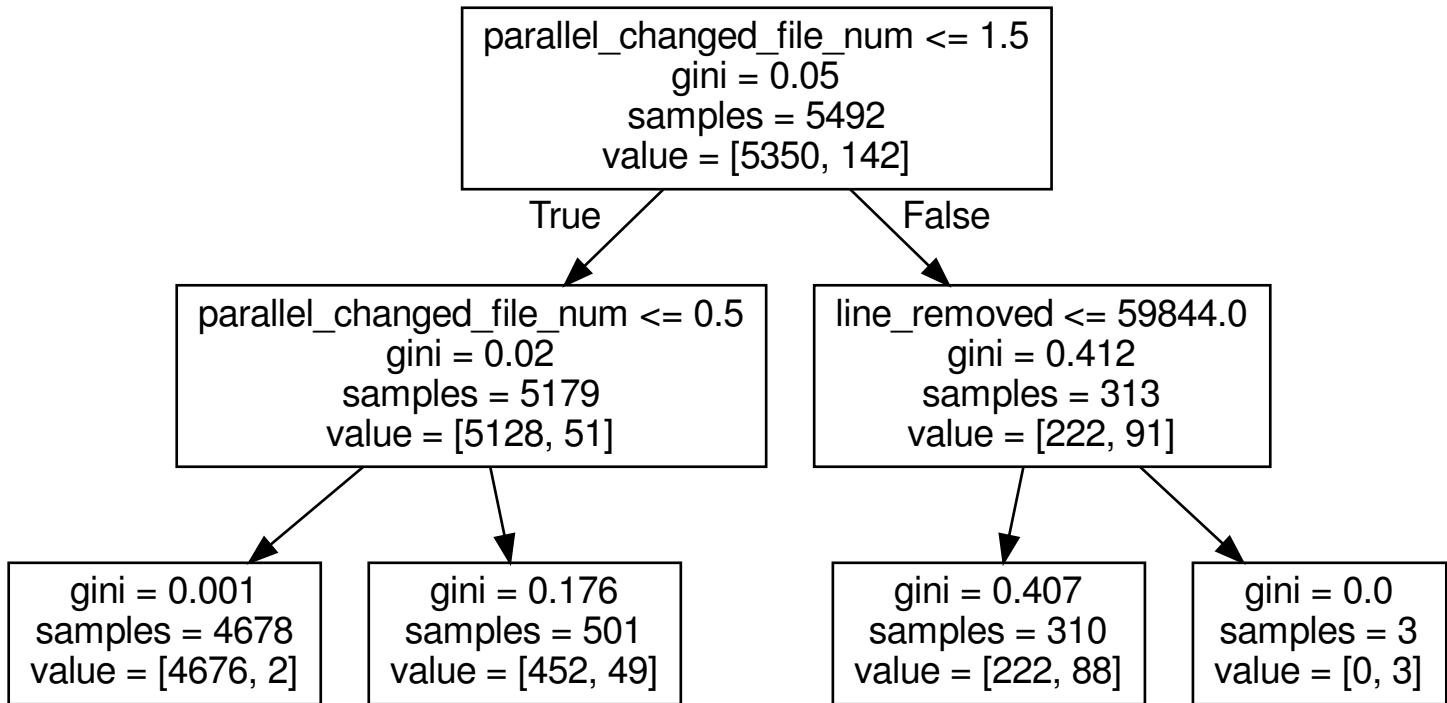 parallel_changed_file_num <= 1.5
gini = 0.05
samples = 5492
value = [5350, 142]
True
False
parallel_changed_file_num <= 0.5
gini = 0.02
samples = 5179
value = [5128, 51]
line_removed <= 59844.0
gini = 0.412
samples = 313
value = [222, 91]
gini = 0.001
samples = 4678
value = [4676, 2]
gini = 0.176
samples = 501
value = [452, 49]
gini = 0.407
samples = 310
value = [222, 88]
gini = 0.0
samples = 3
value = [0, 3]